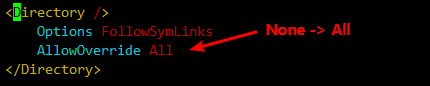 <Directory />
    Options FollowSymLinks
    AllowOverride All
</Directory>
None -> All